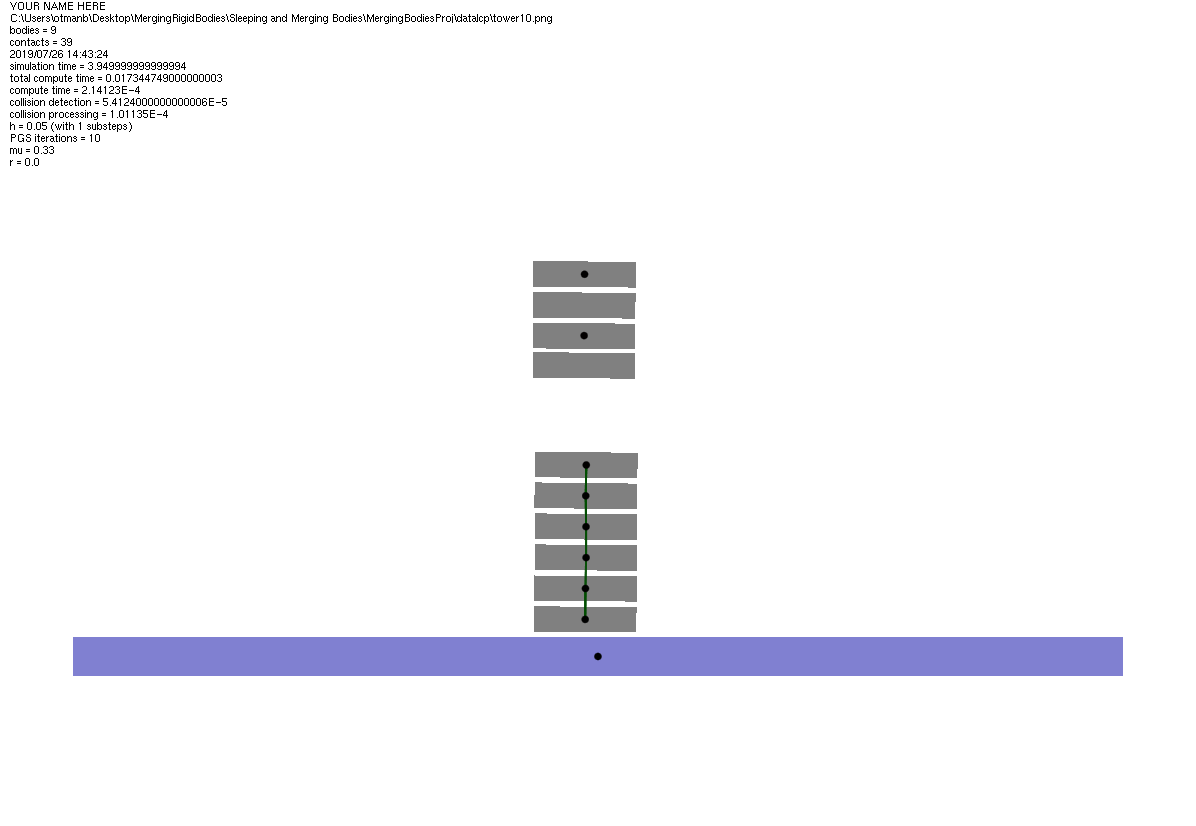 YOUR NAME HERE
C:\Users\otmanb\Desktop\MergingRigidBodies\Sleeping and Merging Bodies\MergingBodiesProj\datalcp\tower10.png
bodies = 9
contacts = 39
2019/07/26 14:43:24
simulation time = 3.949999999999994
total compute time = 0.017344749000000003
compute time = 2.14123E-4
collision detection = 5.4124000000000006E-5
collision processing = 1.01135E-4
h = 0.05 (with 1 substeps)
PGS iterations = 10
mu = 0.33
r = 0.0